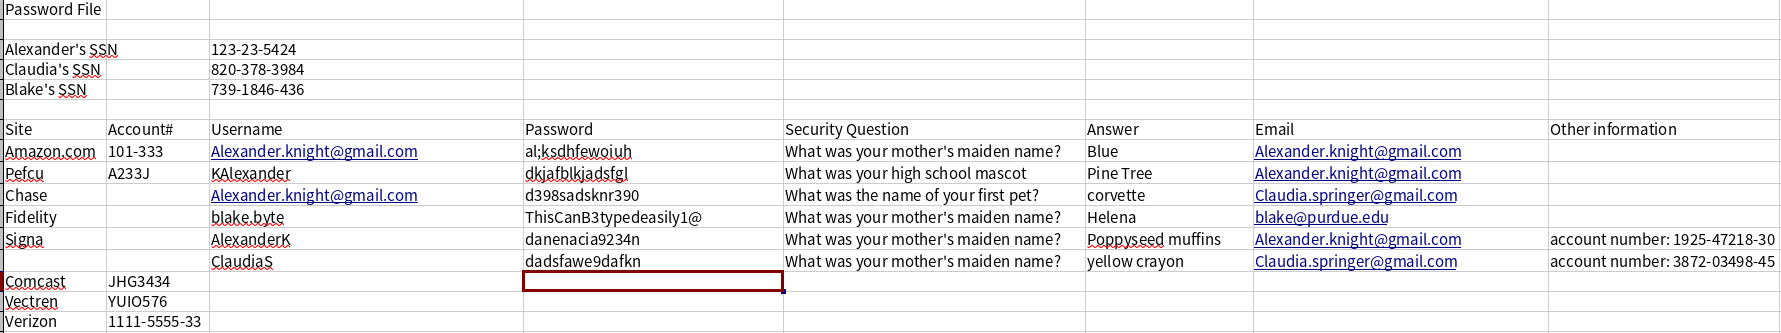 Password File
Alexander's SSN 123-23-5424
Claudia's SSN 820-378-3984
Blake's SSN 739-1846-436
Site Account# Username Password Security Question Answer Email Other information
Amazon.com 101-333 Alexander.knight@gmail.com al;ksdhfewoiuh What was your mother's maiden name? Blue Alexander.knight@gmail.com
Pefcu A233J KAlexander dkjafblkjadsfgl What was your high school mascot Pine Tree Alexander.knight@gmail.com
Chase Alexander.knight@gmail.com d398sadsknr390 What was the name of your first pet? corvette Claudia.springer@gmail.com
Fidelity blake.byte ThisCanB3typedeasily1@ What was your mother's maiden name? Helena blake@purdue.edu
Signa AlexanderK danenacia9234n What was your mother's maiden name? Poppyseed muffins Alexander.knight@gmail.com account number: 1925-47218-30
ClaudiaS dadsfawe9dafkn What was your mother's maiden name? yellow crayon Claudia.springer@gmail.com account number: 3872-03498-45
Comcast JHG3434
Vectren YUIO576
Verizon 1111-5555-33